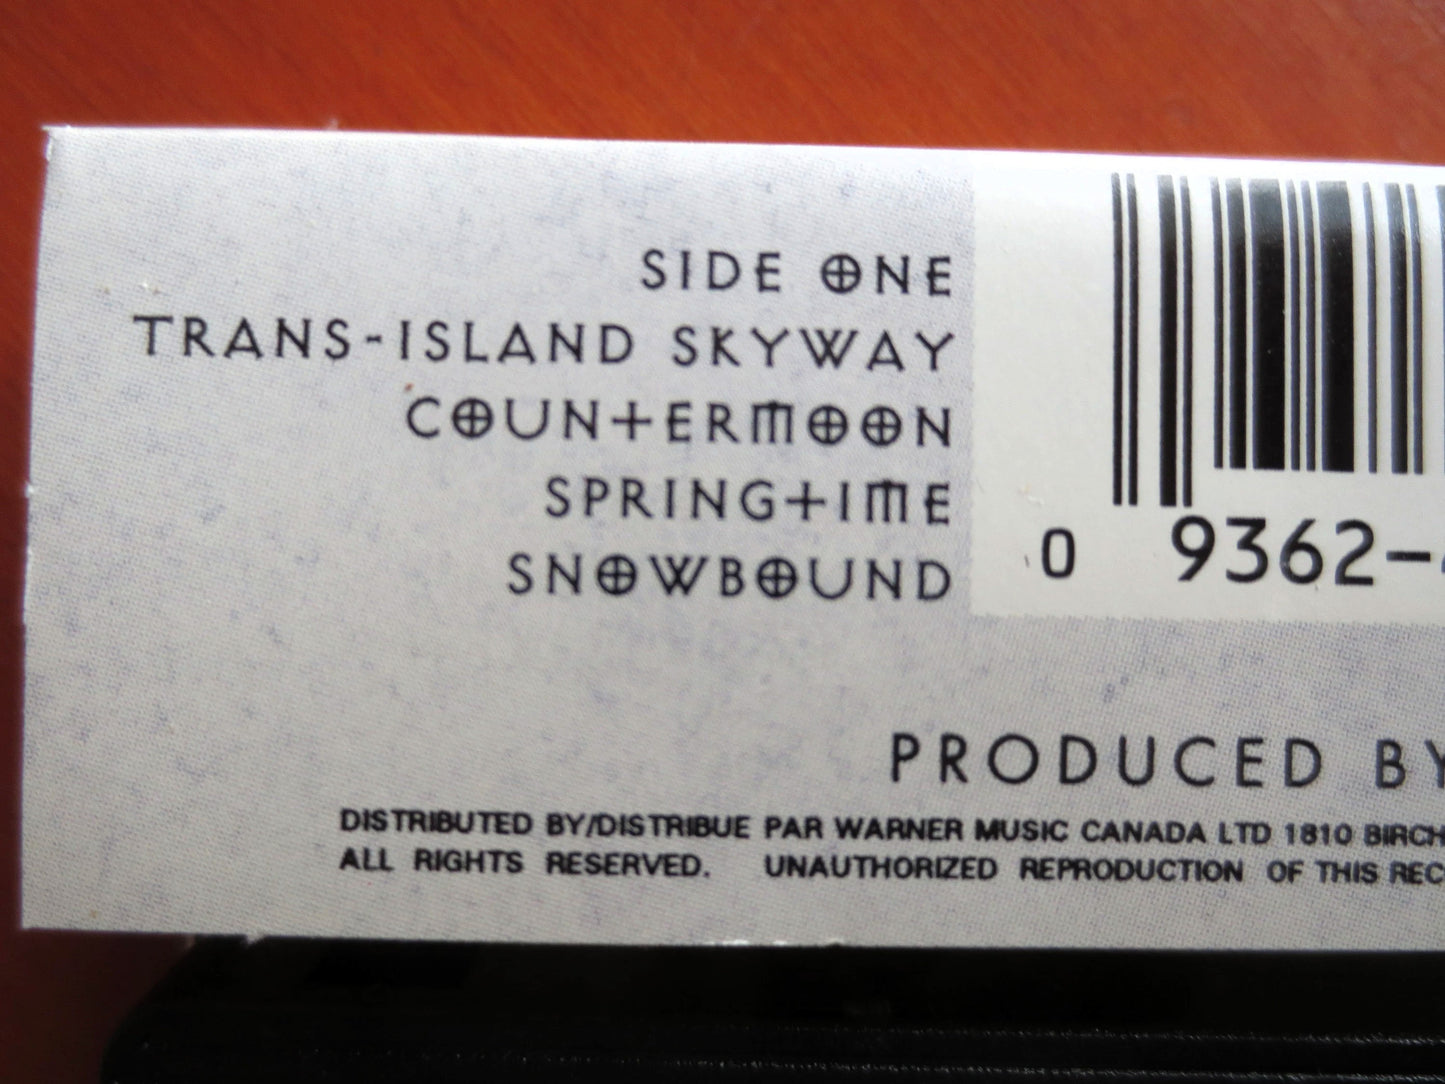 SIDE ONE
TRANS-ISLAND SKYWAY
COUNTERMOON
SPRINGTIME
SNOWBOUND
0 9362-
PRODUCED BY
DISTRIBUTED BY/DISTRIBUE PAR WARNER MUSIC CANADA LTD 1810 BIRCH
ALL RIGHTS RESERVED. UNAUTHORIZED REPRODUCTION OF THIS REC